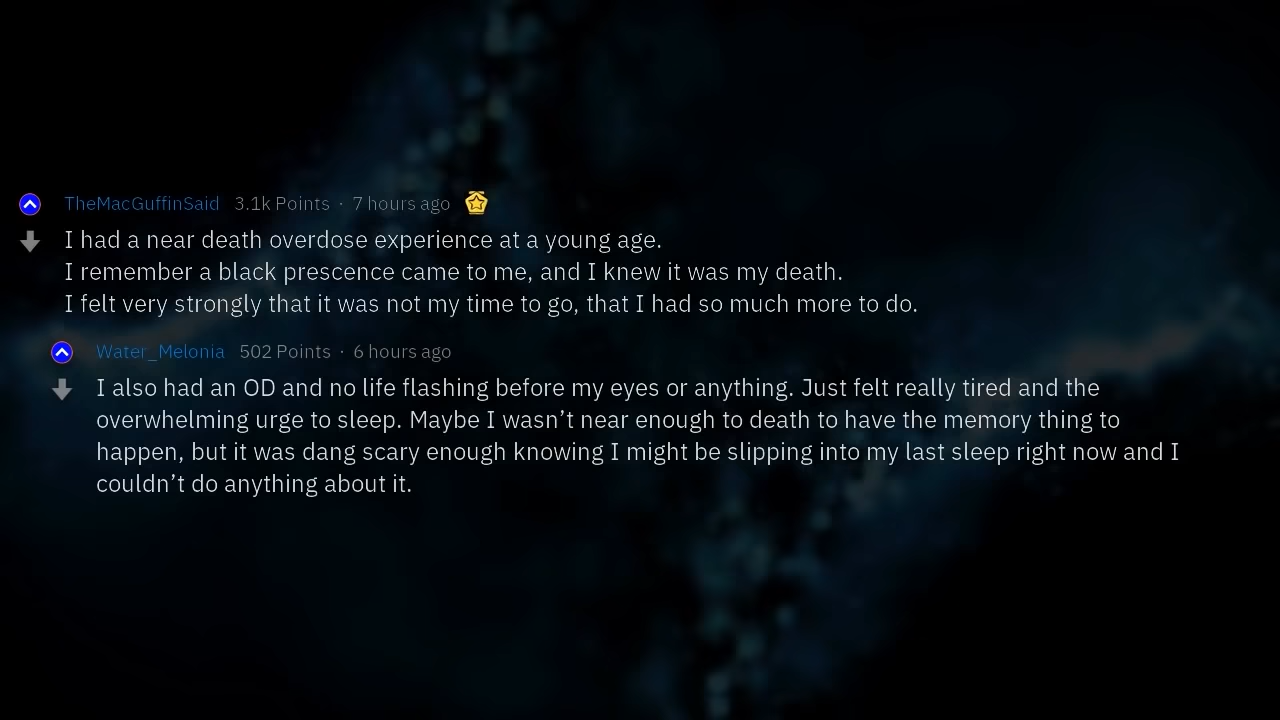 TheMacGuffinSaid 3.1k Points · 7 hours ago
I had a near death overdose experience at a young age.
I remember a black prescence came to me, and I knew it was my death.
I felt very strongly that it was not my time to go, that I had so much more to do.
Water_Melonia 502 Points · 6 hours ago
I also had an OD and no life flashing before my eyes or anything. Just felt really tired and the
overwhelming urge to sleep. Maybe I wasn’t near enough to death to have the memory thing to
happen, but it was dang scary enough knowing I might be slipping into my last sleep right now and I
couldn’t do anything about it.